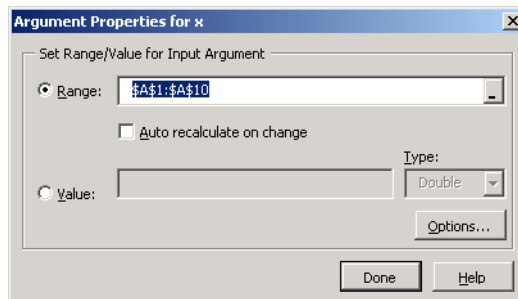 Argument Properties for x
Set Range/Value for Input Argument
Range: $A$1:$A$10
Auto recalculate on change
Type:
Value: Double
Options...
Done Help